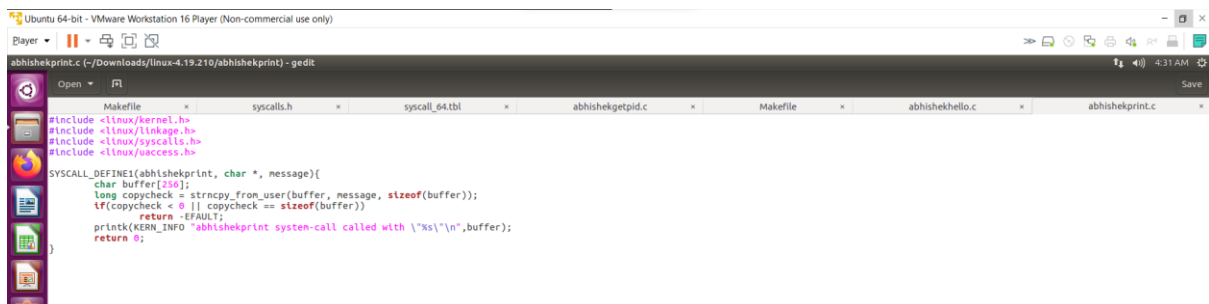 Ubuntu 64-bit - VMware Workstation 16 Player (Non-commercial use only)
Player
abhishekprint.c (~/Downloads/linux-4.19.210/abhishekprint) - gedit
4:31 AM
Open
Save
Makefile × syscalls.h × syscall_64.tbl × abhishekgetpid.c × Makefile × abhishekhello.c × abhishekprint.c ×
#include <linux/kernel.h>
#include <linux/linkage.h>
#include <linux/syscalls.h>
#include <linux/uaccess.h>
SYSCALL_DEFINE1(abhishekprint, char *, message){
char buffer[256];
long copycheck = strncpy_from_user(buffer, message, sizeof(buffer));
if(copycheck < 0 || copycheck == sizeof(buffer))
return -EFAULT;
printk(KERN_INFO "abhishekprint system-call called with \"%s\"\n",buffer);
return 0;
}